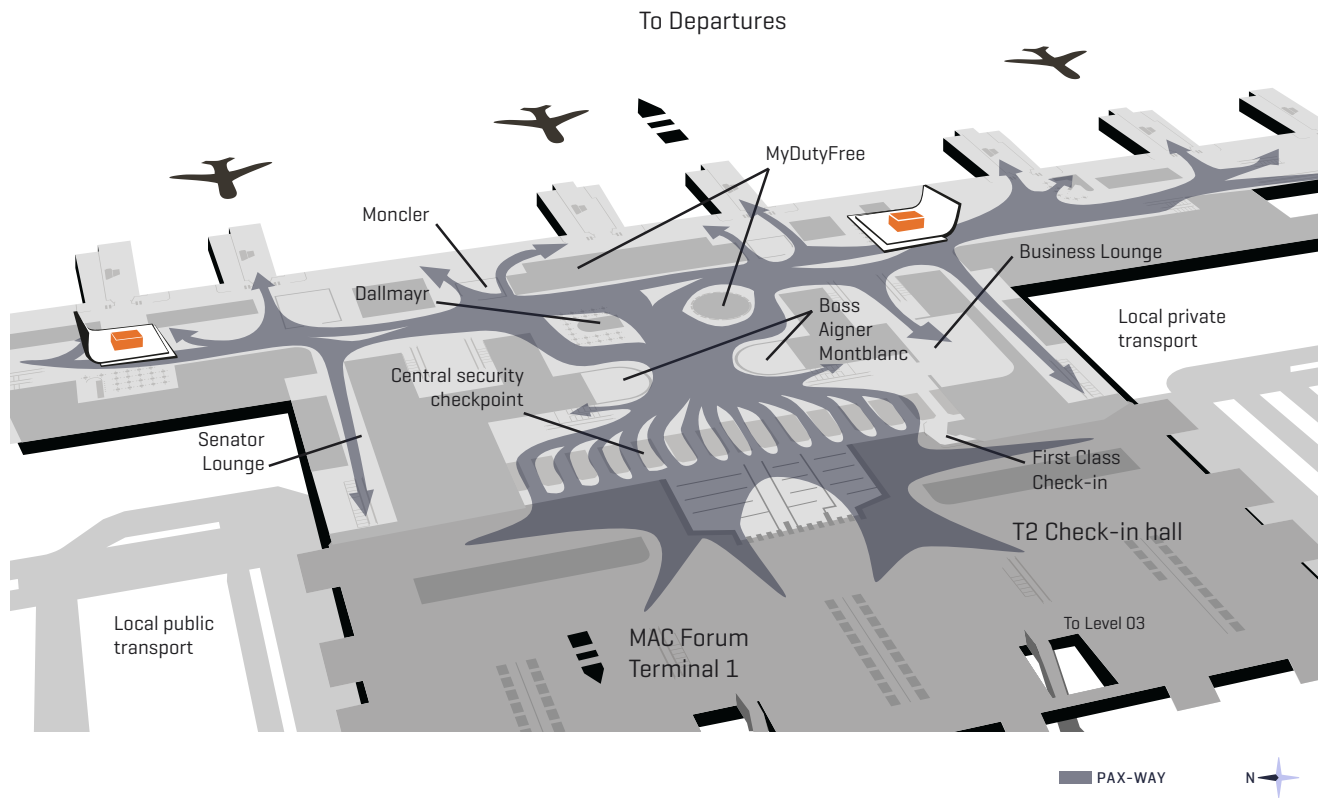 To Departures
MyDutyFree
Moncler
Business Lounge
Dallmayr
Boss
Aigner
Montblanc
Local private
transport
Central security
checkpoint
Senator
Lounge
First Class
Check-in
T2 Check-in hall
Local public
transport
To Level 03
MAC Forum
Terminal 1
PAX-WAY
N